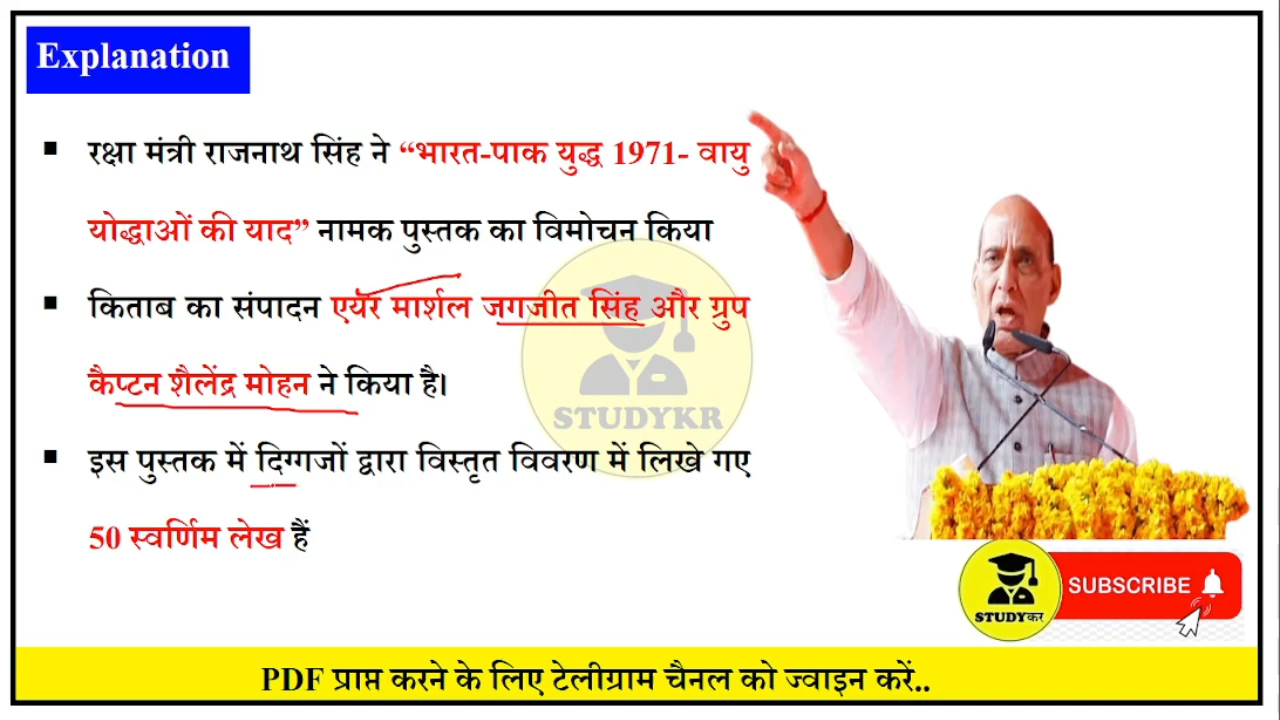 Explanation
▪ रक्षा मंत्री राजनाथ सिंह ने “भारत-पाक युद्ध 1971- वायु
योद्धाओं की याद” नामक पुस्तक का विमोचन किया
▪ किताब का संपादन एयर मार्शल जगजीत सिंह और ग्रुप
कैप्टन शैलेंद्र मोहन ने किया है।
STUDYKR
▪ इस पुस्तक में दिग्गजों द्वारा विस्तृत विवरण में लिखे गए
50 स्वर्णिम लेख हैं
SUBSCRIBE
STUDYकर
PDF प्राप्त करने के लिए टेलीग्राम चैनल को ज्वाइन करें..